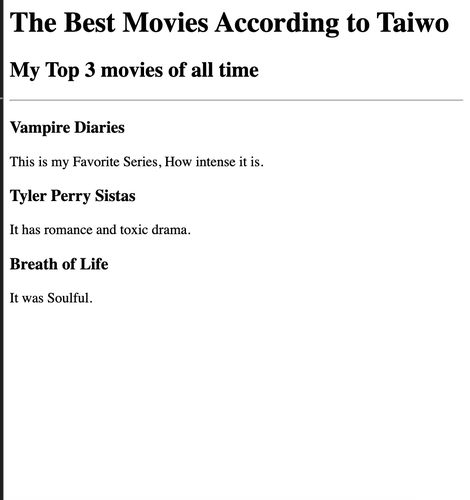 The Best Movies According to Taiwo
My Top 3 movies of all time
Vampire Diaries
This is my Favorite Series, How intense it is.
Tyler Perry Sistas
It has romance and toxic drama.
Breath of Life
It was Soulful.